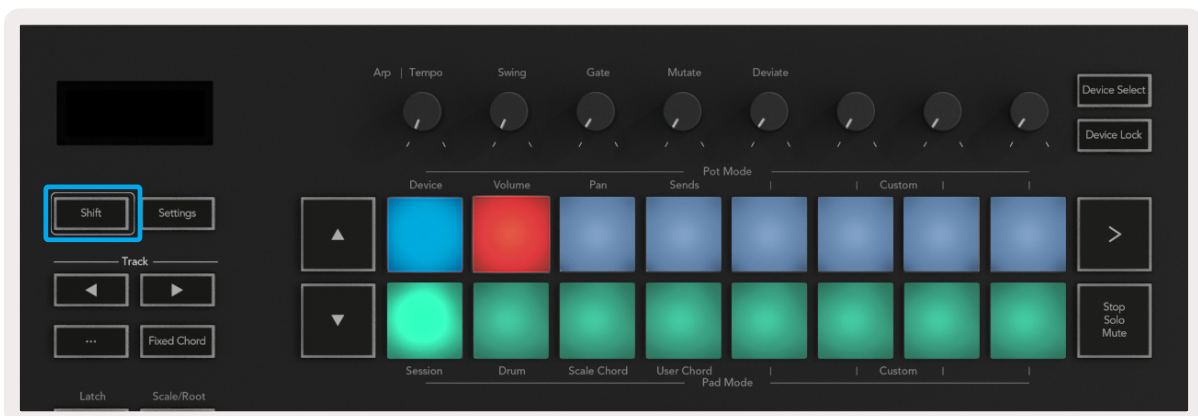 Arp | Tempo Swing Gate Mutate Deviate
Device Select
Device Lock
Pot Mode
Device Volume Pan Sends | | Custom | |
Shift Settings
Track
... Fixed Chord
Stop
Solo
Mute
Session Drum Scale Chord User Chord | | Custom | |
Pad Mode
Latch Scale/Root